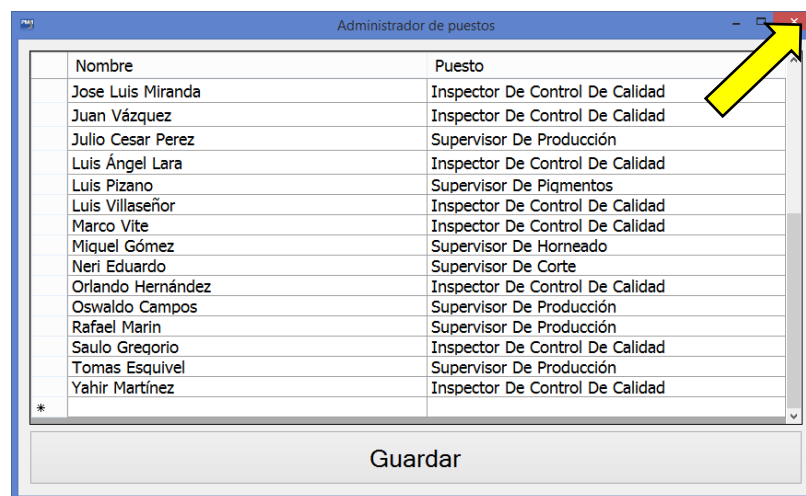 Administrador de puestos
Nombre Puesto
Jose Luis Miranda Inspector De Control De Calidad
Juan Vázquez Inspector De Control De Calidad
Julio Cesar Perez Supervisor De Producción
Luis Ángel Lara Inspector De Control De Calidad
Luis Pizano Supervisor De Pigmentos
Luis Villaseñor Inspector De Control De Calidad
Marco Vite Inspector De Control De Calidad
Miguel Gómez Supervisor De Horneado
Neri Eduardo Supervisor De Corte
Orlando Hernández Inspector De Control De Calidad
Oswaldo Campos Supervisor De Producción
Rafael Marin Supervisor De Producción
Saulo Gregorio Inspector De Control De Calidad
Tomas Esquivel Supervisor De Producción
Yahir Martínez Inspector De Control De Calidad
*
Guardar